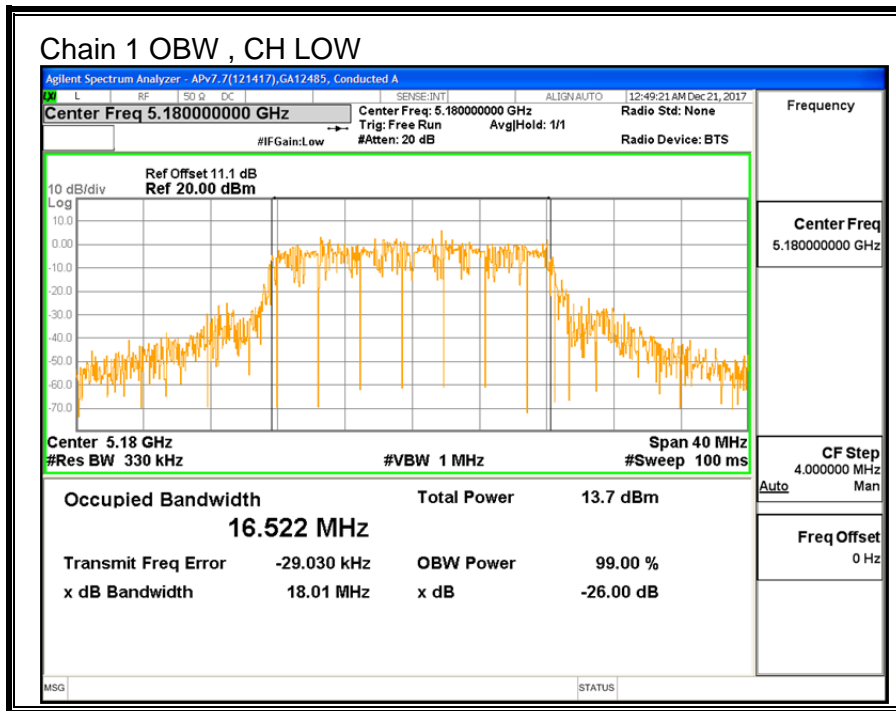 Chain 1 OBW , CH LOW
Agilent Spectrum Analyzer - APv7.7(121417),GA12485, Conducted A
LXI L RF 50 Ω DC SENSE:INT ALIGN AUTO 12:49:21 AM Dec 21, 2017
Center Freq 5.180000000 GHz
Center Freq: 5.180000000 GHz
Radio Std: None
Trig: Free Run Avg|Hold: 1/1
#IFGain:Low
#Atten: 20 dB
Radio Device: BTS
Ref Offset 11.1 dB
10 dB/div Ref 20.00 dBm
Log
10.0
0.00
-10.0
-20.0
-30.0
-40.0
-50.0
-60.0
-70.0
Center 5.18 GHz
Span 40 MHz
#Res BW 330 kHz
#VBW 1 MHz
#Sweep 100 ms
Occupied Bandwidth
Total Power 13.7 dBm
16.522 MHz
Transmit Freq Error -29.030 kHz
OBW Power 99.00 %
x dB Bandwidth 18.01 MHz
x dB -26.00 dB
MSG
STATUS
Frequency
Center Freq
5.180000000 GHz
CF Step
4.000000 MHz
Auto Man
Freq Offset
0 Hz